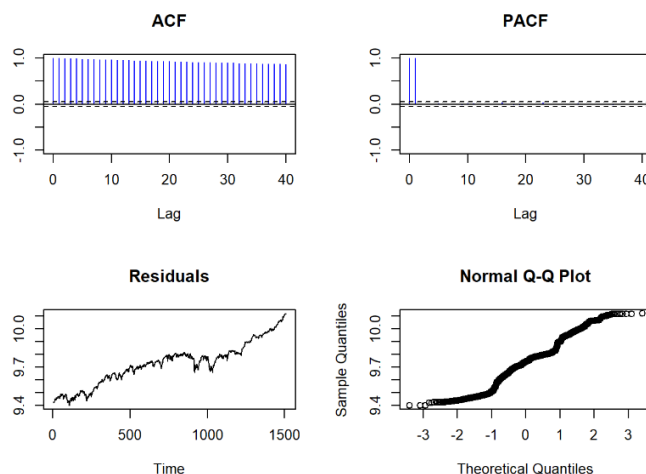 ACF
1.0
0.0
-1.0
0 10 20 30 40
Lag
PACF
1.0
0.0
-1.0
0 10 20 30 40
Lag
Residuals
10.0
9.7
9.4
0 500 1000 1500
Time
Normal Q-Q Plot
Sample Quantiles
10.0
9.7
9.4
-3 -2 -1 0 1 2 3
Theoretical Quantiles